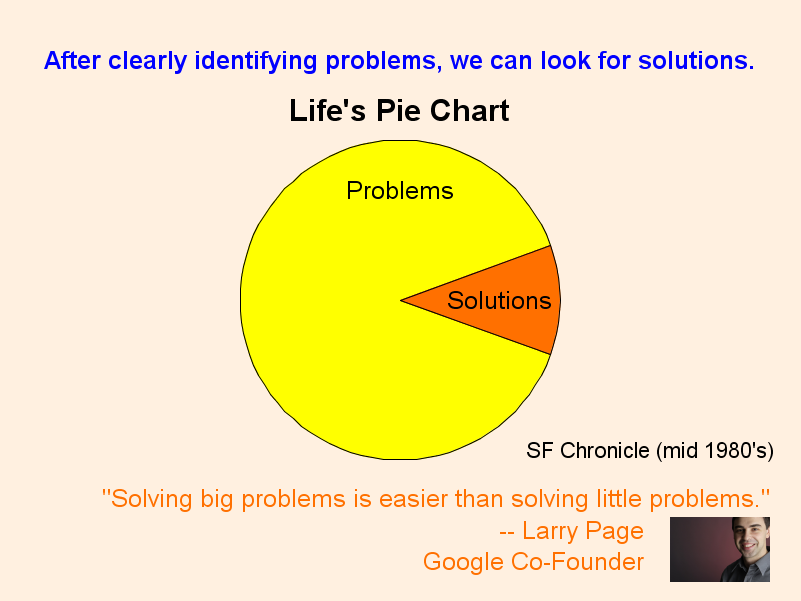 After clearly identifying problems, we can look for solutions.
Life's Pie Chart
Problems
Solutions
SF Chronicle (mid 1980's)
"Solving big problems is easier than solving little problems."
-- Larry Page
Google Co-Founder